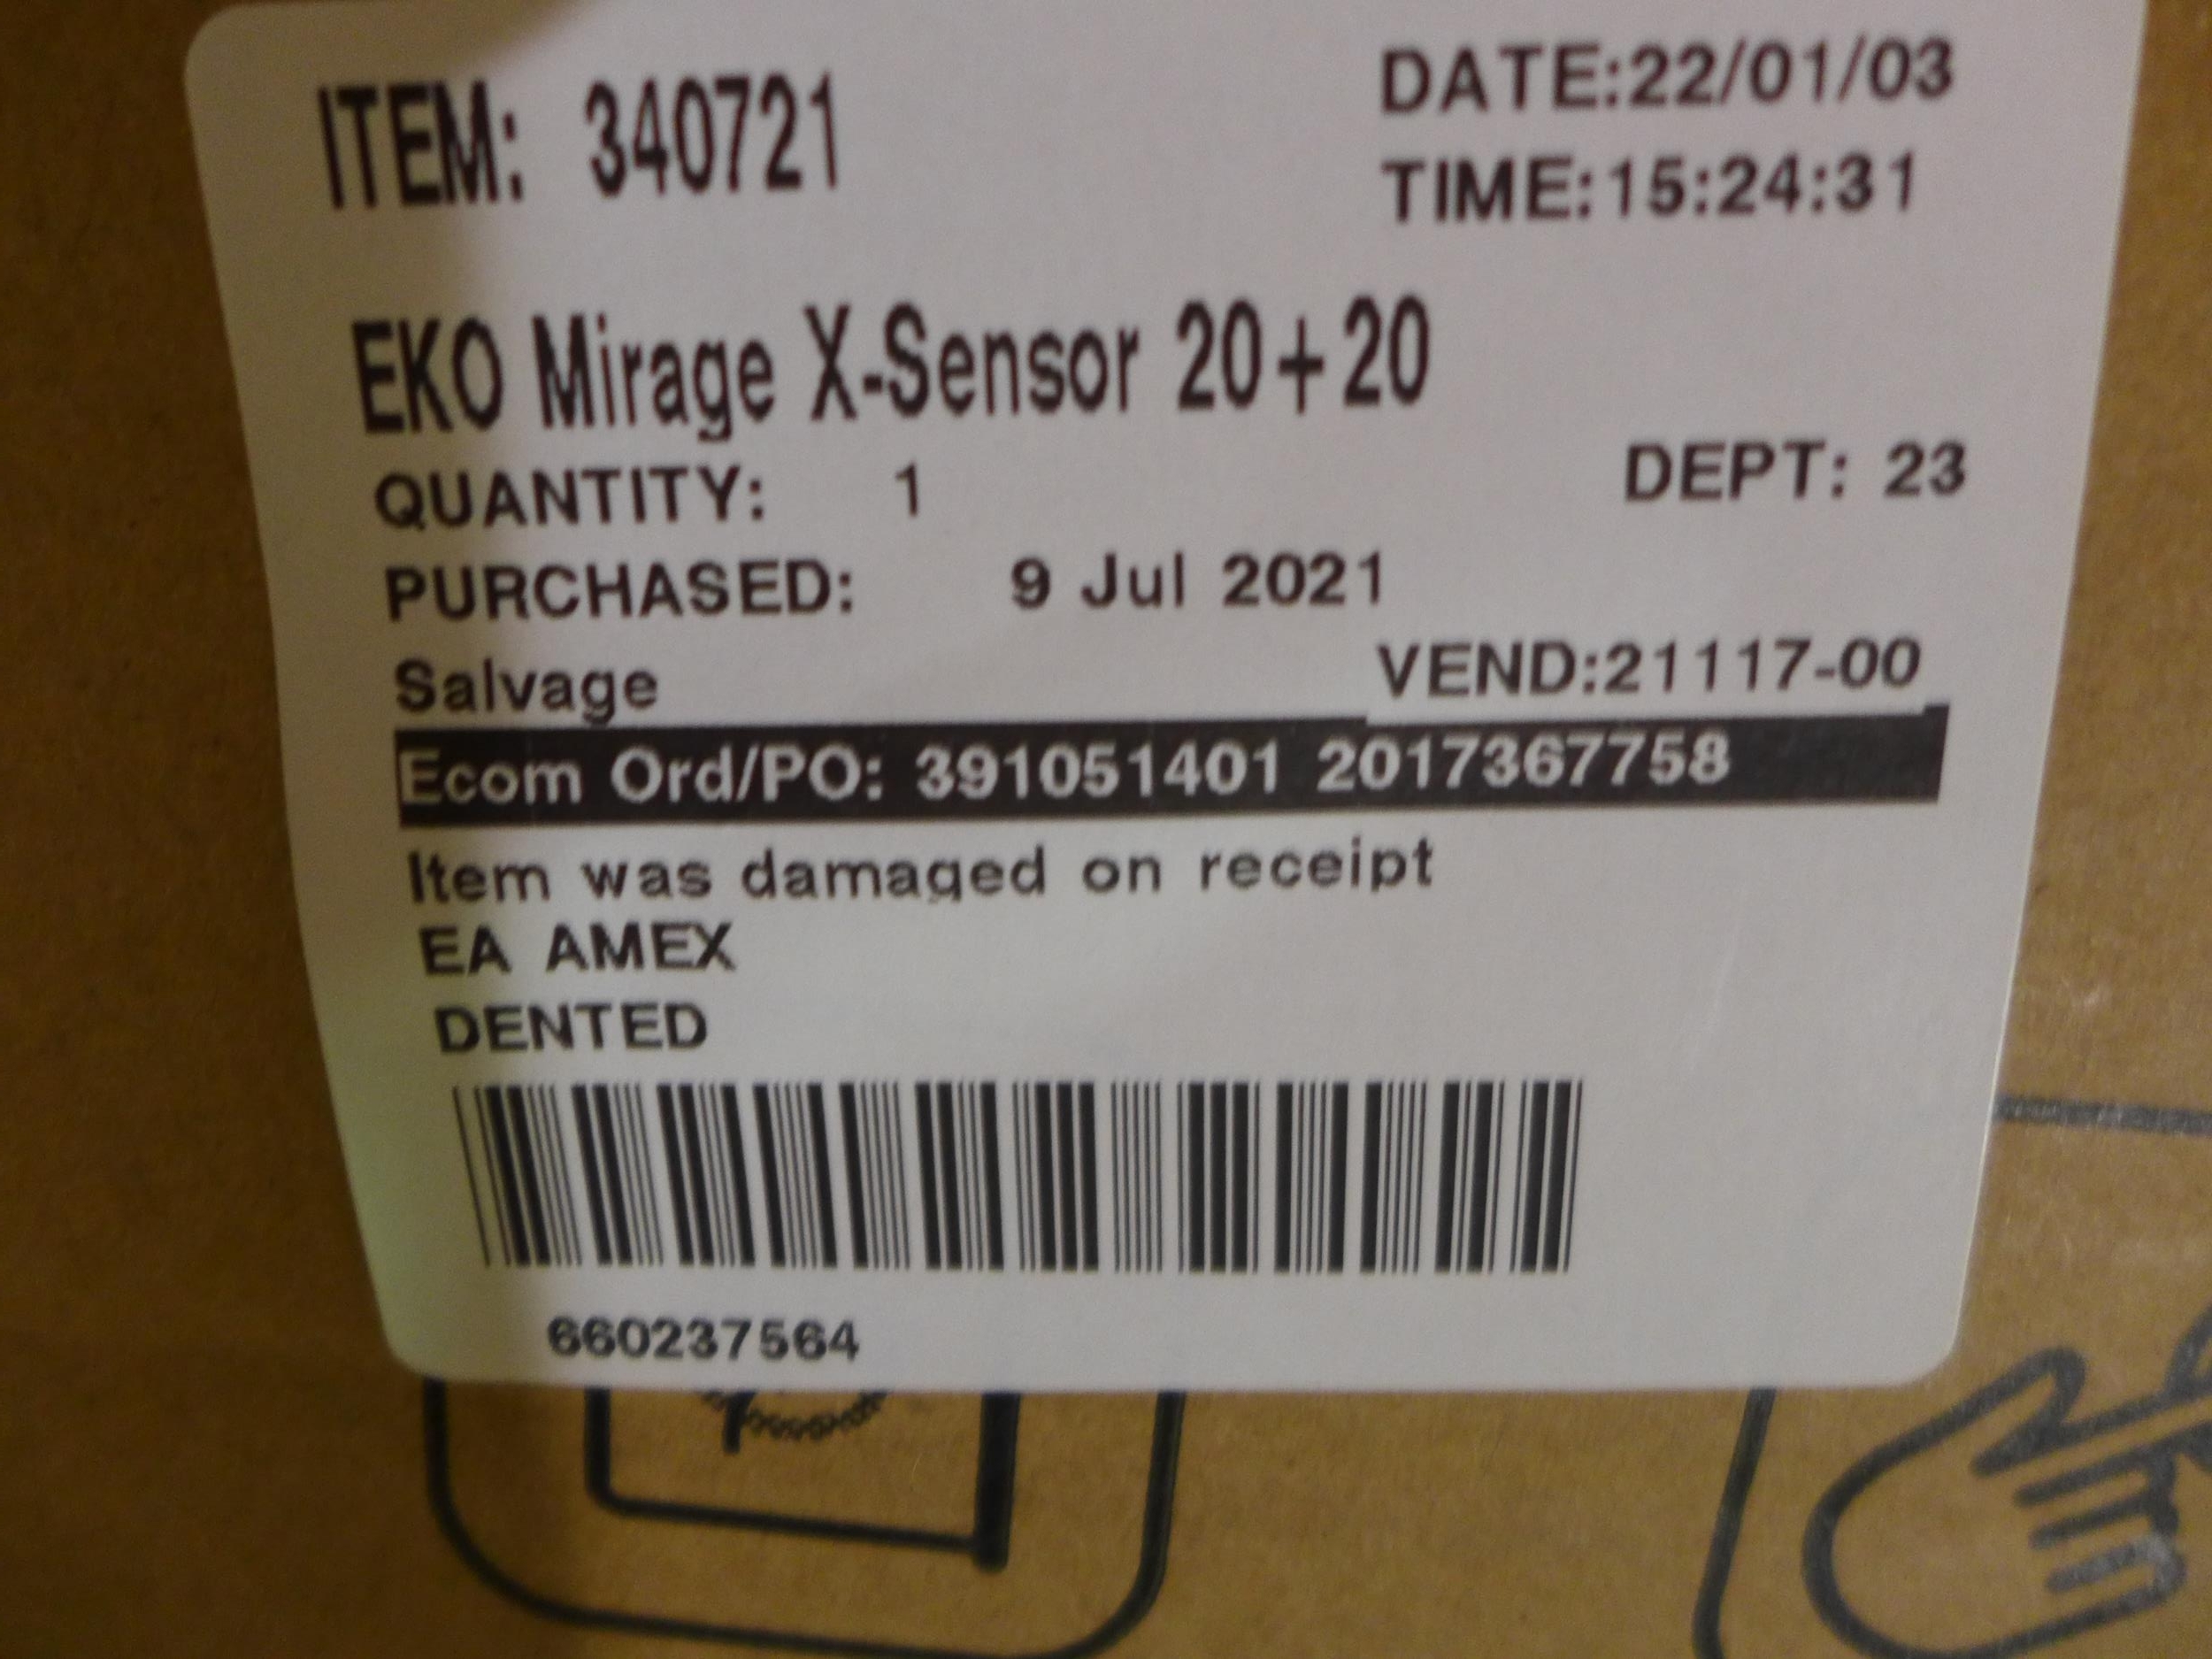 ITEM: 340721
DATE:22/01/03
TIME:15:24:31
EKO Mirage X-Sensor 20+20
QUANTITY: 1
DEPT: 23
PURCHASED: 9 Jul 2021
Salvage
VEND:21117-00
Ecom Ord/PO: 391051401 2017367758
Item was damaged on receipt
EA AMEX
DENTED
660237564